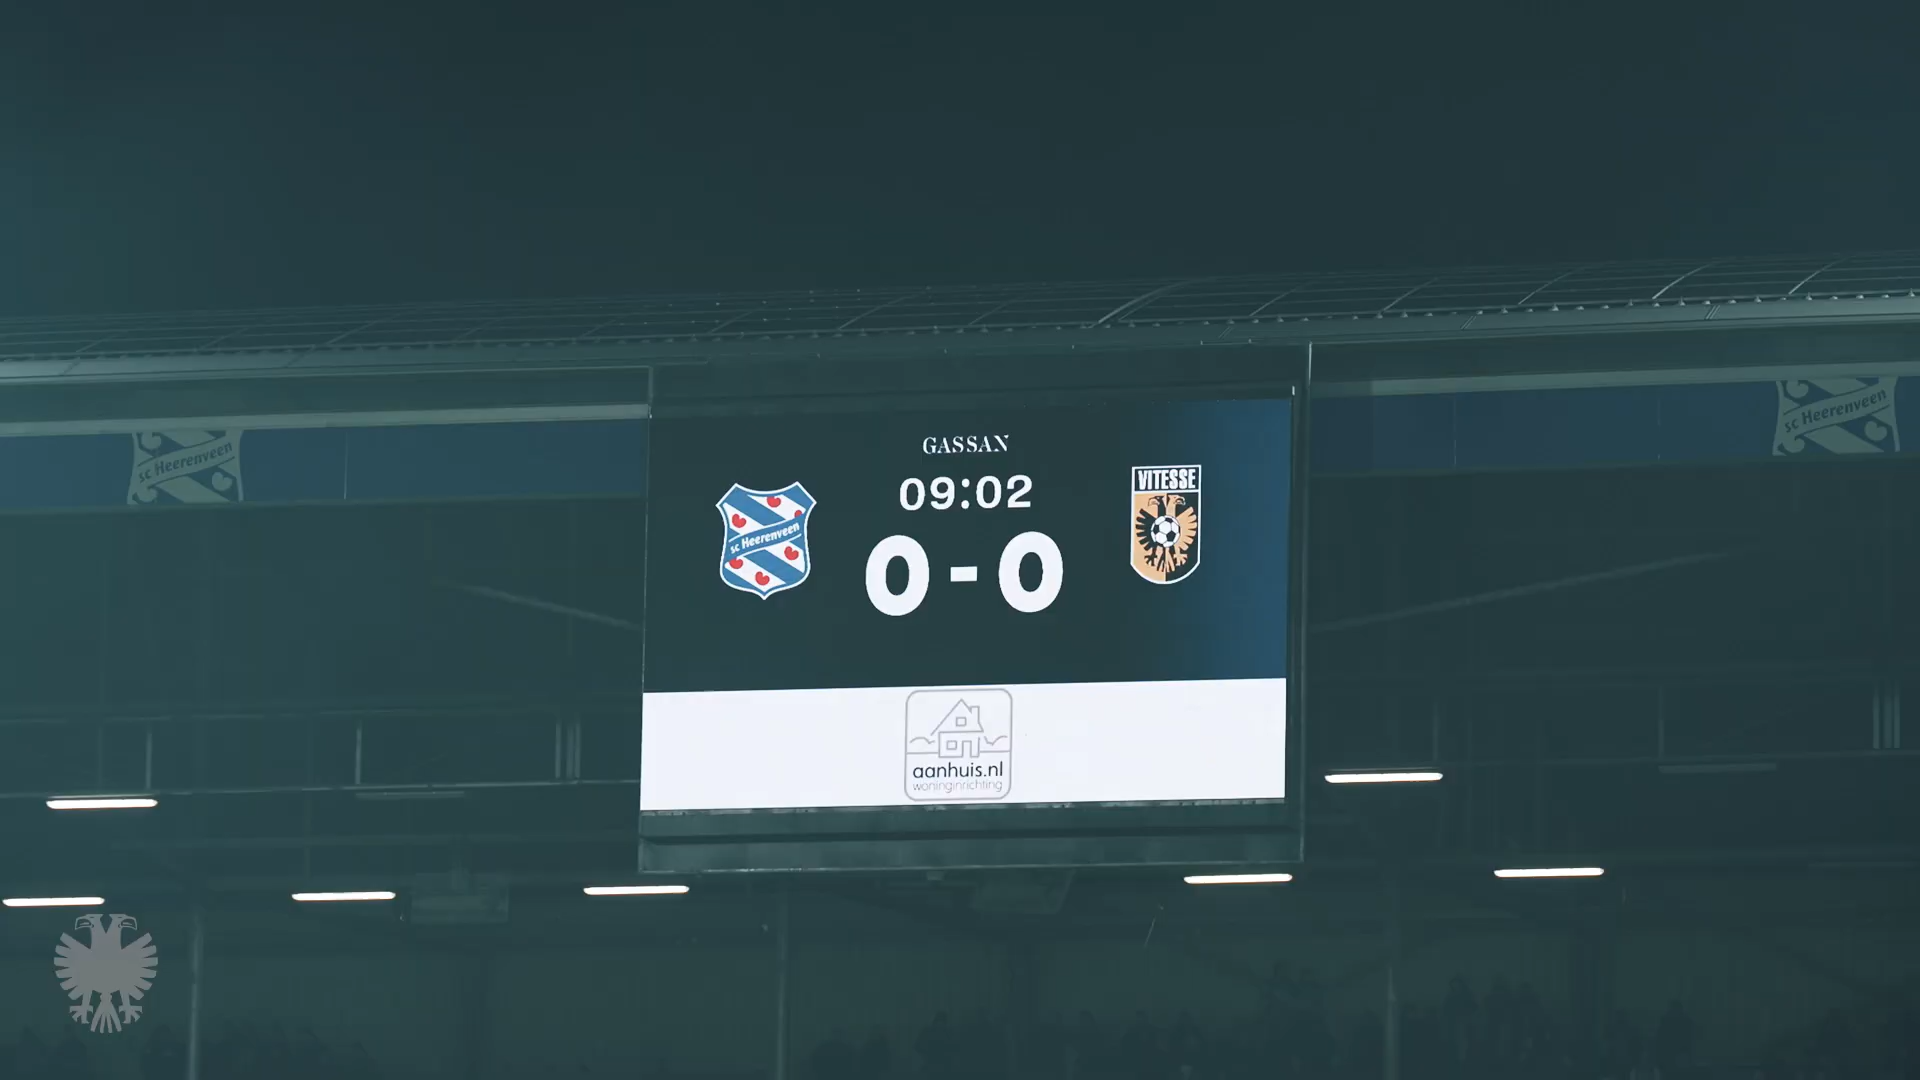 GASSAN
09:02
VITESSE
sc Heerenveen
0-0
sc Heerenveen
sc Heerenveen
aanhuis.nl
woninginrichting